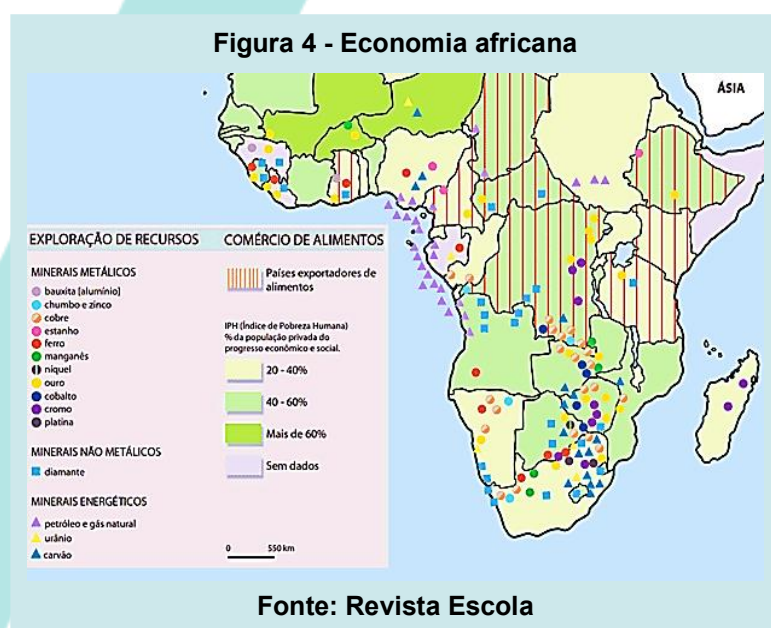 Figura 4 - Economia africana
ÁSIA
EXPLORAÇÃO DE RECURSOS
MINERAIS METÁLICOS
bauxita [alumínio]
chumbo e zinco
cobre
estanho
ferro
manganês
níquel
ouro
cobalto
cromo
platina
MINERAIS NÃO METÁLICOS
diamante
MINERAIS ENERGÉTICOS
petróleo e gás natural
urânio
carvão
COMÉRCIO DE ALIMENTOS
Países exportadores de
alimentos
IPH (Índice de Pobreza Humana)
% da população privada do
progresso econômico e social.
20 - 40%
40 - 60%
Mais de 60%
Sem dados
0 550 km
Fonte: Revista Escola